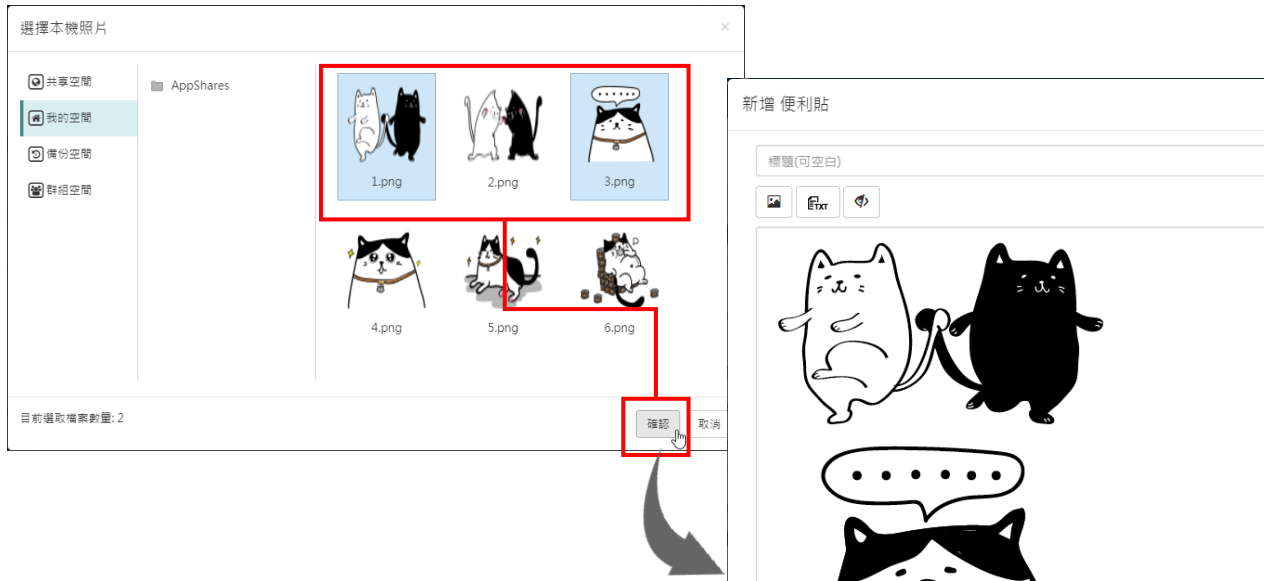 選擇本機照片
×
共享空間
我的空間
備份空間
群組空間
AppShares
1.png
2.png
3.png
4.png
5.png
6.png
目前選取檔案數量: 2
確認
取消
新增 便利貼
標題(可空白)
TXT